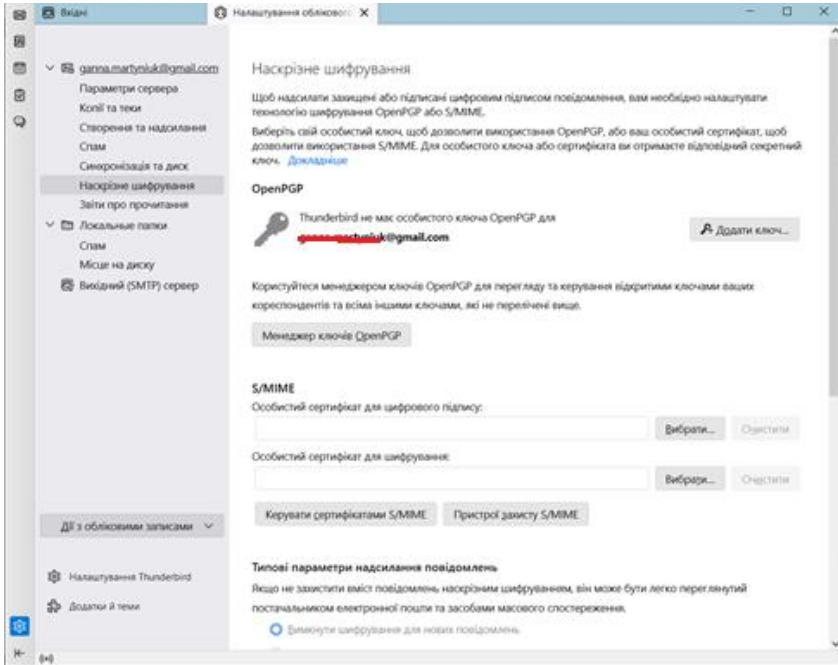 Вхідні
Налаштування обліковог
ganna.martyniuk@gmail.com
Параметри сервера
Копії та теки
Створення та надсилання
Спам
Синхронізація та диск
Наскрізне шифрування
Звіти про прочитання
Локальные папки
Спам
Місце на диску
Вихідний (SMTP) сервер
Дії з обліковими записами
Налаштування Thunderbird
Додатки й теми
Наскрізне шифрування
Щоб надсилати захищені або підписані цифровим підписом повідомлення, вам необхідно налаштувати
технологію шифрування OpenPGP або S/MIME.
Виберіть свій особистий ключ, щоб дозволити використання OpenPGP, або ваш особистий сертифікат, щоб
дозволити використання S/MIME. Для особистого ключа або сертифіката ви отримаєте відповідний секретний
ключ. Докладніше
OpenPGP
Thunderbird не має особистого ключа OpenPGP для
k@gmail.com
Додати ключ...
Користуйтеся менеджером ключів OpenPGP для перегляду та керування відкритими ключами ваших
кореспондентів та всіма іншими ключами, які не перелічені вище.
Менеджер ключів OpenPGP
S/MIME
Особистий сертифікат для цифрового підпису:
Вибрати... Очистити
Особистий сертифікат для шифрування:
Вибрати... Очистити
Керувати сертифікатами S/MIME Пристрої захисту S/MIME
Типові параметри надсилання повідомлень
Якщо не захистити вміст повідомлень наскрізним шифруванням, він може бути легко переглянутий
постачальником електронної пошти та засобами масового спостереження.
Вимкнути шифрування для нових повідомлень